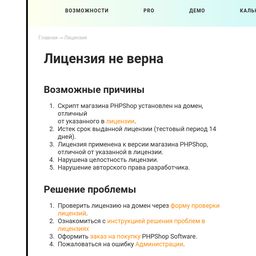 ВОЗМОЖНОСТИ
PRO
ДЕМО
Главная → Лицензия
Лицензия не верна
Возможные причины
1. Скрипт магазина PHPShop установлен на домен,
отличный
от указанного в лицензии.
2. Истек срок выданной лицензии (тестовый период 14
дней).
3. Лицензия применена к версии магазина PHPShop,
отличной от указанной в лицензии.
4. Нарушена целостность лицензии.
5. Нарушение авторского права разработчика.
Решение проблемы
1. Проверить лицензию на домен через форму проверки
лицензий.
2. Ознакомиться с инструкцией решения проблем в
лицензиях
3. Оформить заказ на покупку PHPShop Software.
4. Пожаловаться на ошибку Администрации.